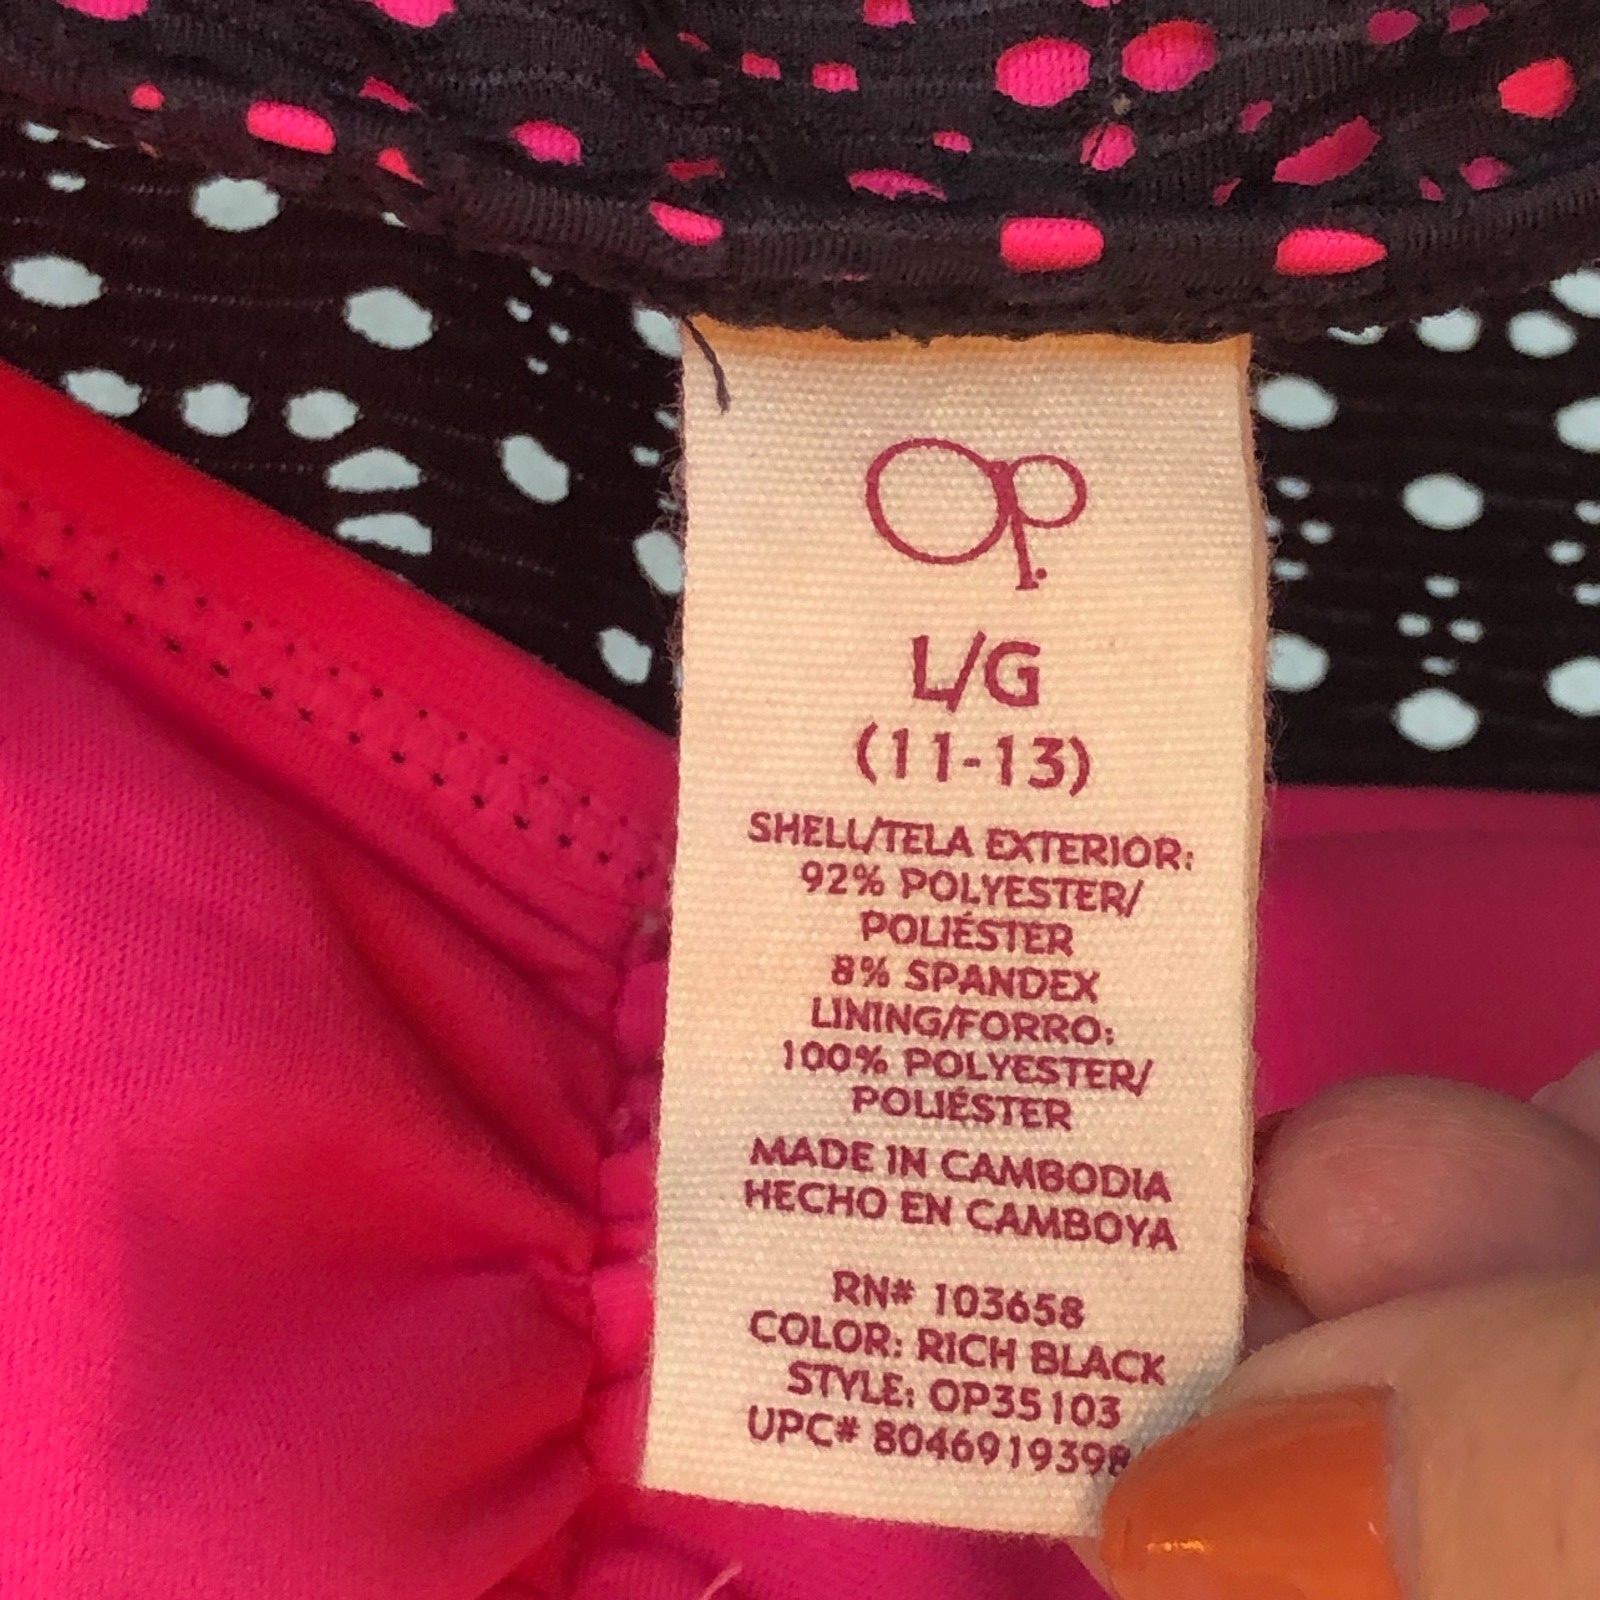 Op.
L/G
(11-13)
SHELL/TELA EXTERIOR:
92% POLYESTER/
POLIÉSTER
8% SPANDEX
LINING/FORRO:
100% POLYESTER/
POLIÉSTER
MADE IN CAMBODIA
HECHO EN CAMBOYA
RN# 103658
COLOR: RICH BLACK
STYLE: OP35103
UPC#